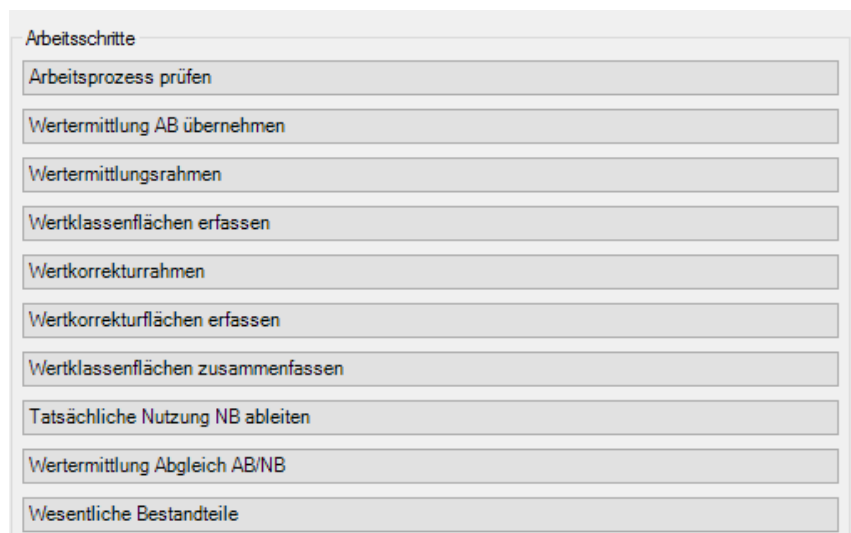 Arbeitsschritte
Arbeitsprozess prüfen
Wertermittlung AB übernehmen
Wertermittlungsrahmen
Wertklassenflächen erfassen
Wertkorrekturrahmen
Wertkorrekturflächen erfassen
Wertklassenflächen zusammenfassen
Tatsächliche Nutzung NB ableiten
Wertermittlung Abgleich AB/NB
Wesentliche Bestandteile